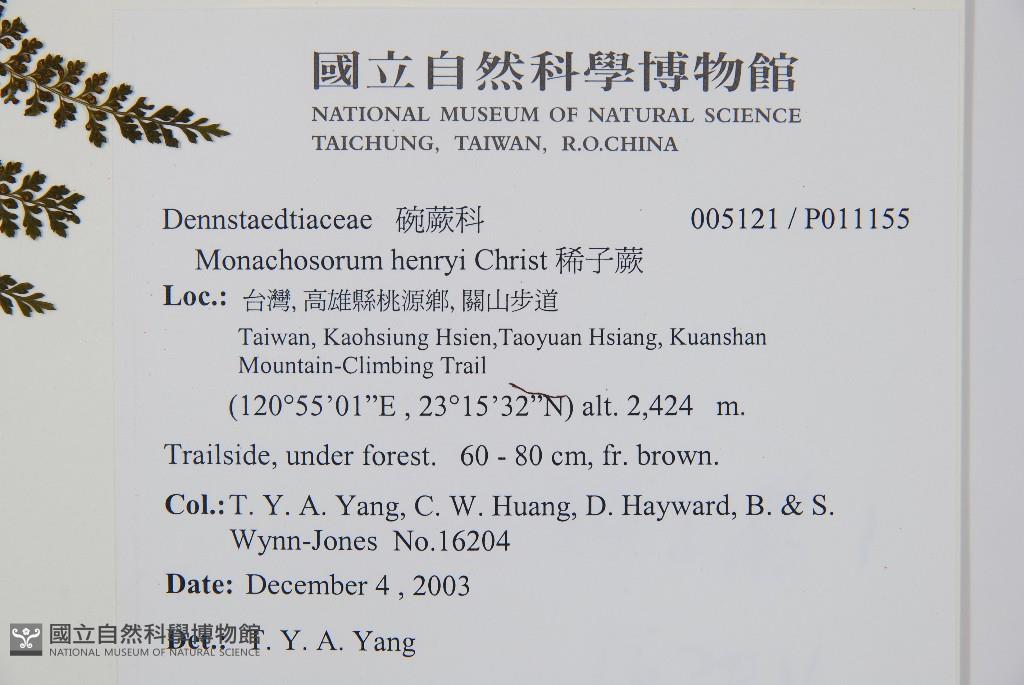 國立自然科學博物館
NATIONAL MUSEUM OF NATURAL SCIENCE
TAICHUNG, TAIWAN, R.O.CHINA
Dennstaedtiaceae 碗蕨科 005121 / P011155
Monachosorum henryi Christ 稀子蕨
Loc.: 台灣, 高雄縣桃源鄉, 關山步道
Taiwan, Kaohsiung Hsien,Taoyuan Hsiang, Kuanshan
Mountain-Climbing Trail
(120°55’01”E , 23°15’32”N) alt. 2,424 m.
Trailside, under forest. 60 - 80 cm, fr. brown.
Col.: T. Y. A. Yang, C. W. Huang, D. Hayward, B. & S.
Wynn-Jones No.16204
Date: December 4 , 2003
Det.: T. Y. A. Yang
國立自然科學博物館
NATIONAL MUSEUM OF NATURAL SCIENCE